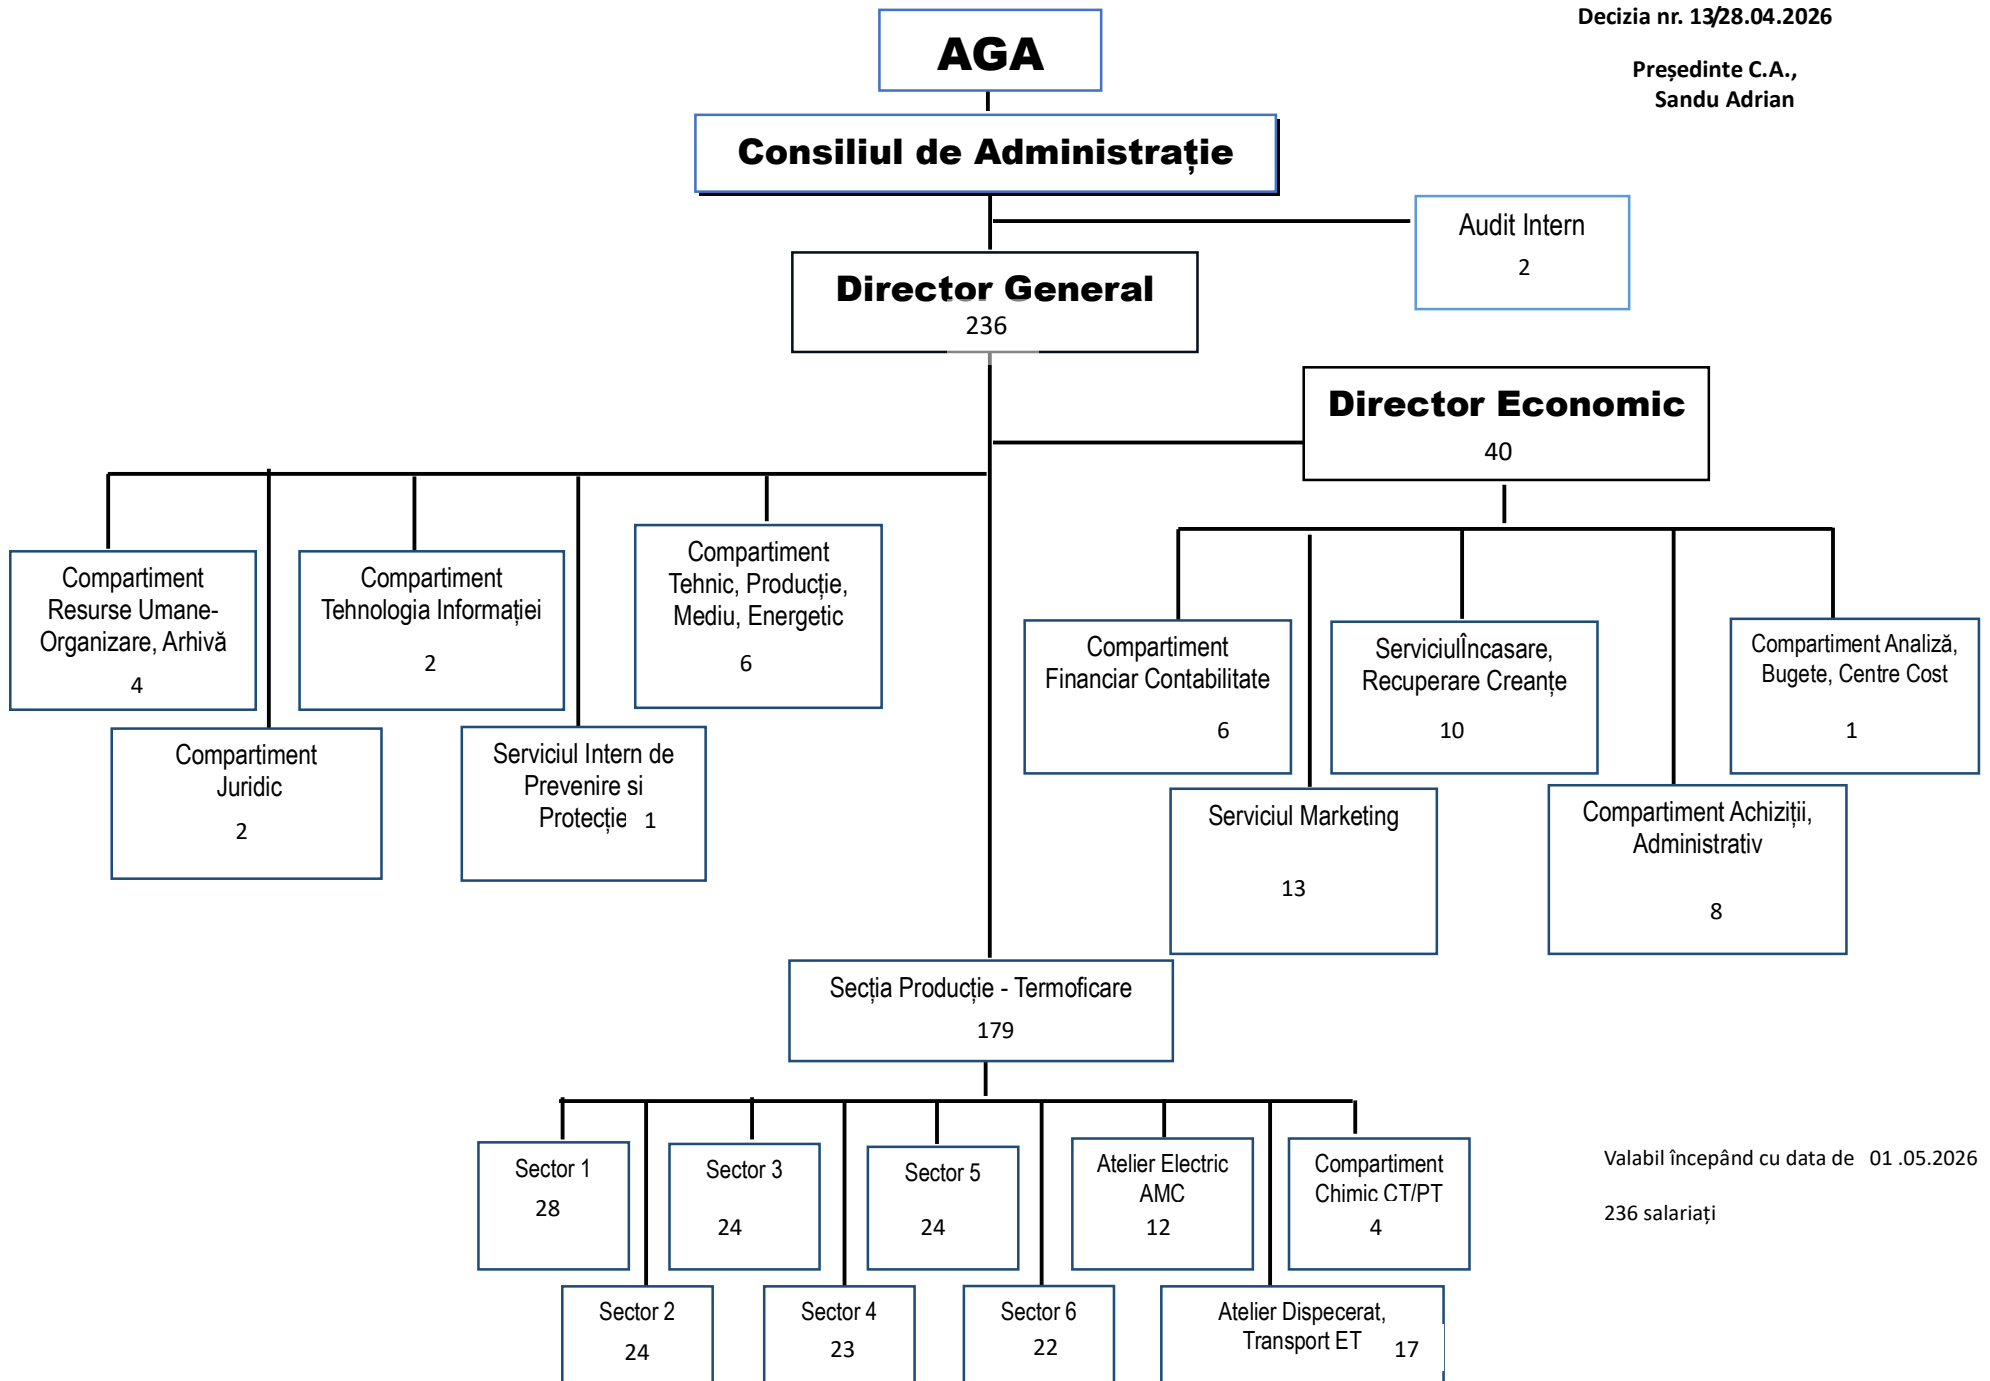 Decizia nr. 13/28.04.2026
Președinte C.A.,
Sandu Adrian
AGA
Consiliul de Administrație
Audit Intern
2
Director General
236
Director Economic
40
Compartiment
Resurse Umane-
Organizare, Arhivă
4
Compartiment
Juridic
2
Compartiment
Tehnologia Informației
2
Serviciul Intern de
Prevenire si
Protecție 1
Compartiment
Tehnic, Producție,
Mediu, Energetic
6
Compartiment
Financiar Contabilitate
6
Serviciul Marketing
13
ServiciulÎncasare,
Recuperare Creanțe
10
Compartiment Achiziții,
Administrativ
8
Compartiment Analiză,
Bugete, Centre Cost
1
Secția Producție - Termoficare
179
Sector 1
28
Sector 2
24
Sector 3
24
Sector 4
23
Sector 5
24
Sector 6
22
Atelier Electric
AMC
12
Atelier Dispecerat,
Transport ET 17
Compartiment
Chimic CT/PT
4
Valabil începând cu data de 01 .05.2026
236 salariați